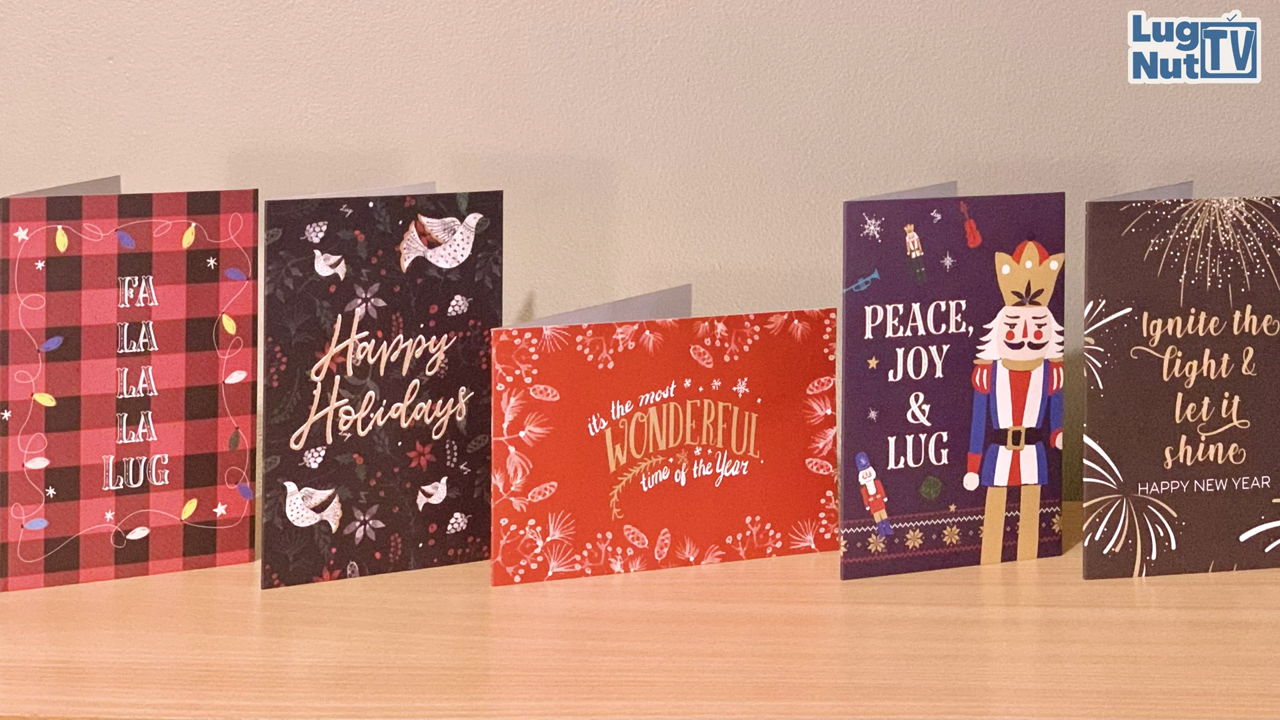 Lug
Nut TV
FA
LA
LA
LA
LUG
Happy
Holidays
it's the most
WONDERFUL
time of the Year
PEACE,
JOY
&
LUG
Ignite the
light &
let it
shine
HAPPY NEW YEAR